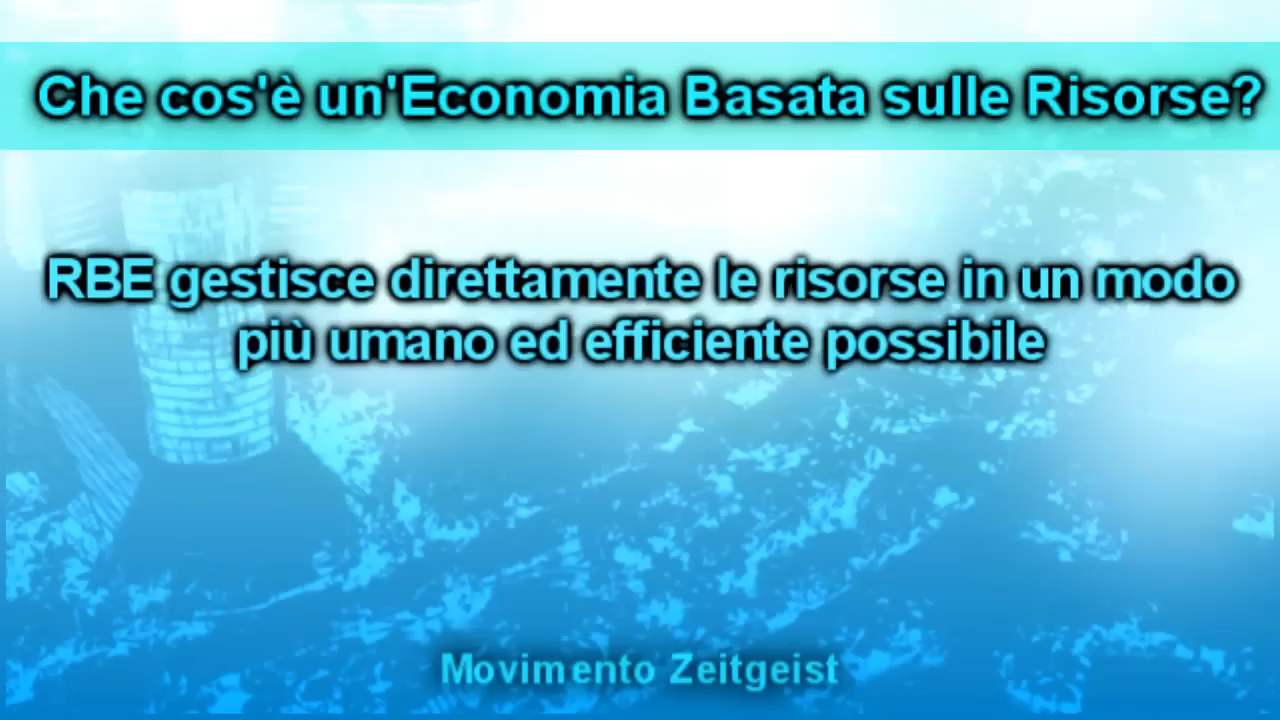 Che cos'è un'Economia Basata sulle Risorse?
RBE gestisce direttamente le risorse in un modo
più umano ed efficiente possibile
Movimento Zeitgeist